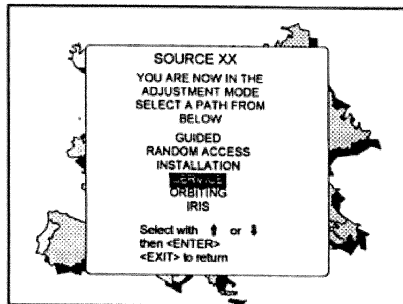 SOURCE XX
YOU ARE NOW IN THE
ADJUSTMENT MODE
SELECT A PATH FROM
BELOW
GUIDED
RANDOM ACCESS
INSTALLATION
SERVICE
ORBITING
IRIS
Select with ⬆ or ⬇
then <ENTER>
<EXIT> to return